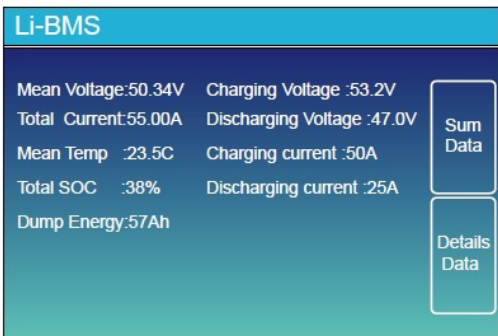 Li-BMS
Mean Voltage:50.34V
Total Current:55.00A
Mean Temp :23.5C
Total SOC :38%
Dump Energy:57Ah
Charging Voltage :53.2V
Discharging Voltage :47.0V
Charging current :50A
Discharging current :25A
Sum
Data
Details
Data